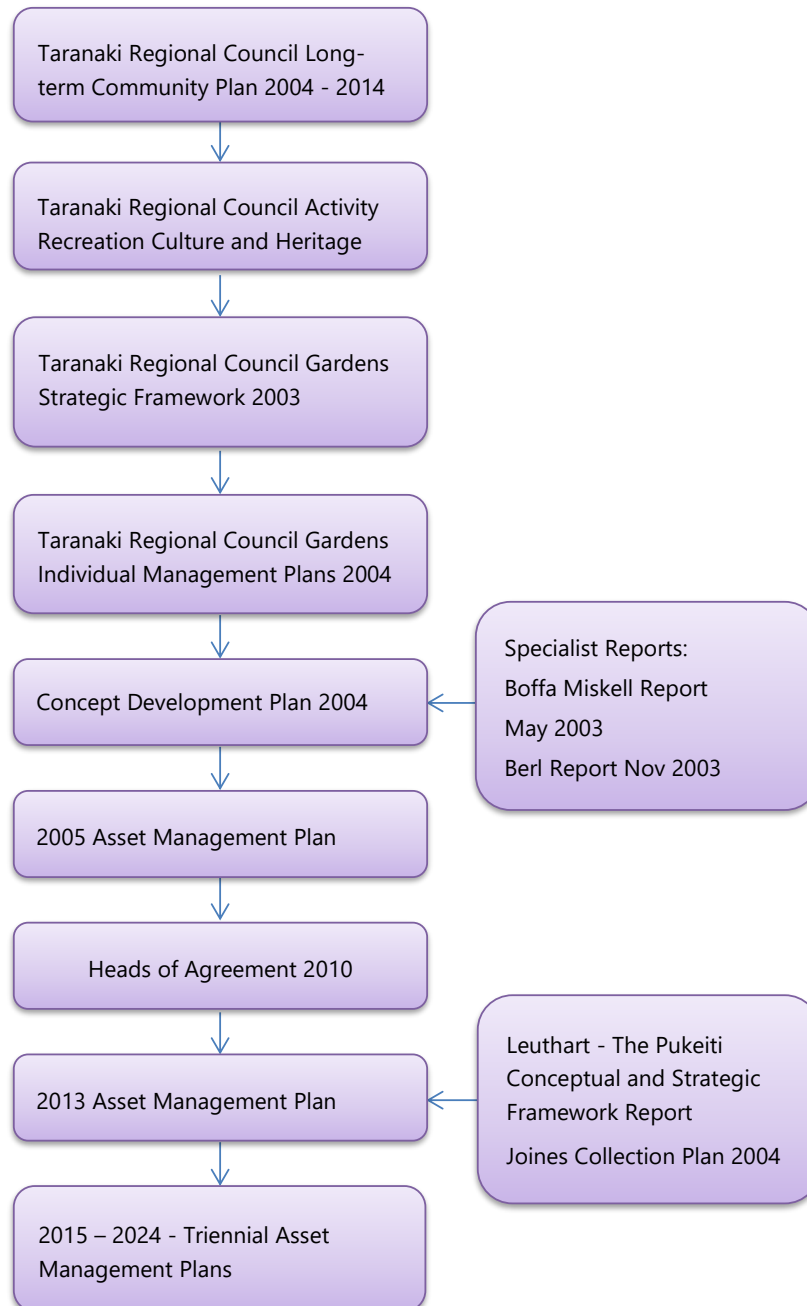 Taranaki Regional Council Long-
term Community Plan 2004 - 2014
Taranaki Regional Council Activity
Recreation Culture and Heritage
Taranaki Regional Council Gardens
Strategic Framework 2003
Taranaki Regional Council Gardens
Individual Management Plans 2004
Concept Development Plan 2004
Specialist Reports:
Boffa Miskell Report
May 2003
Berl Report Nov 2003
2005 Asset Management Plan
Heads of Agreement 2010
2013 Asset Management Plan
Leuthart - The Pukeiti
Conceptual and Strategic
Framework Report
Joines Collection Plan 2004
2015 – 2024 - Triennial Asset
Management Plans